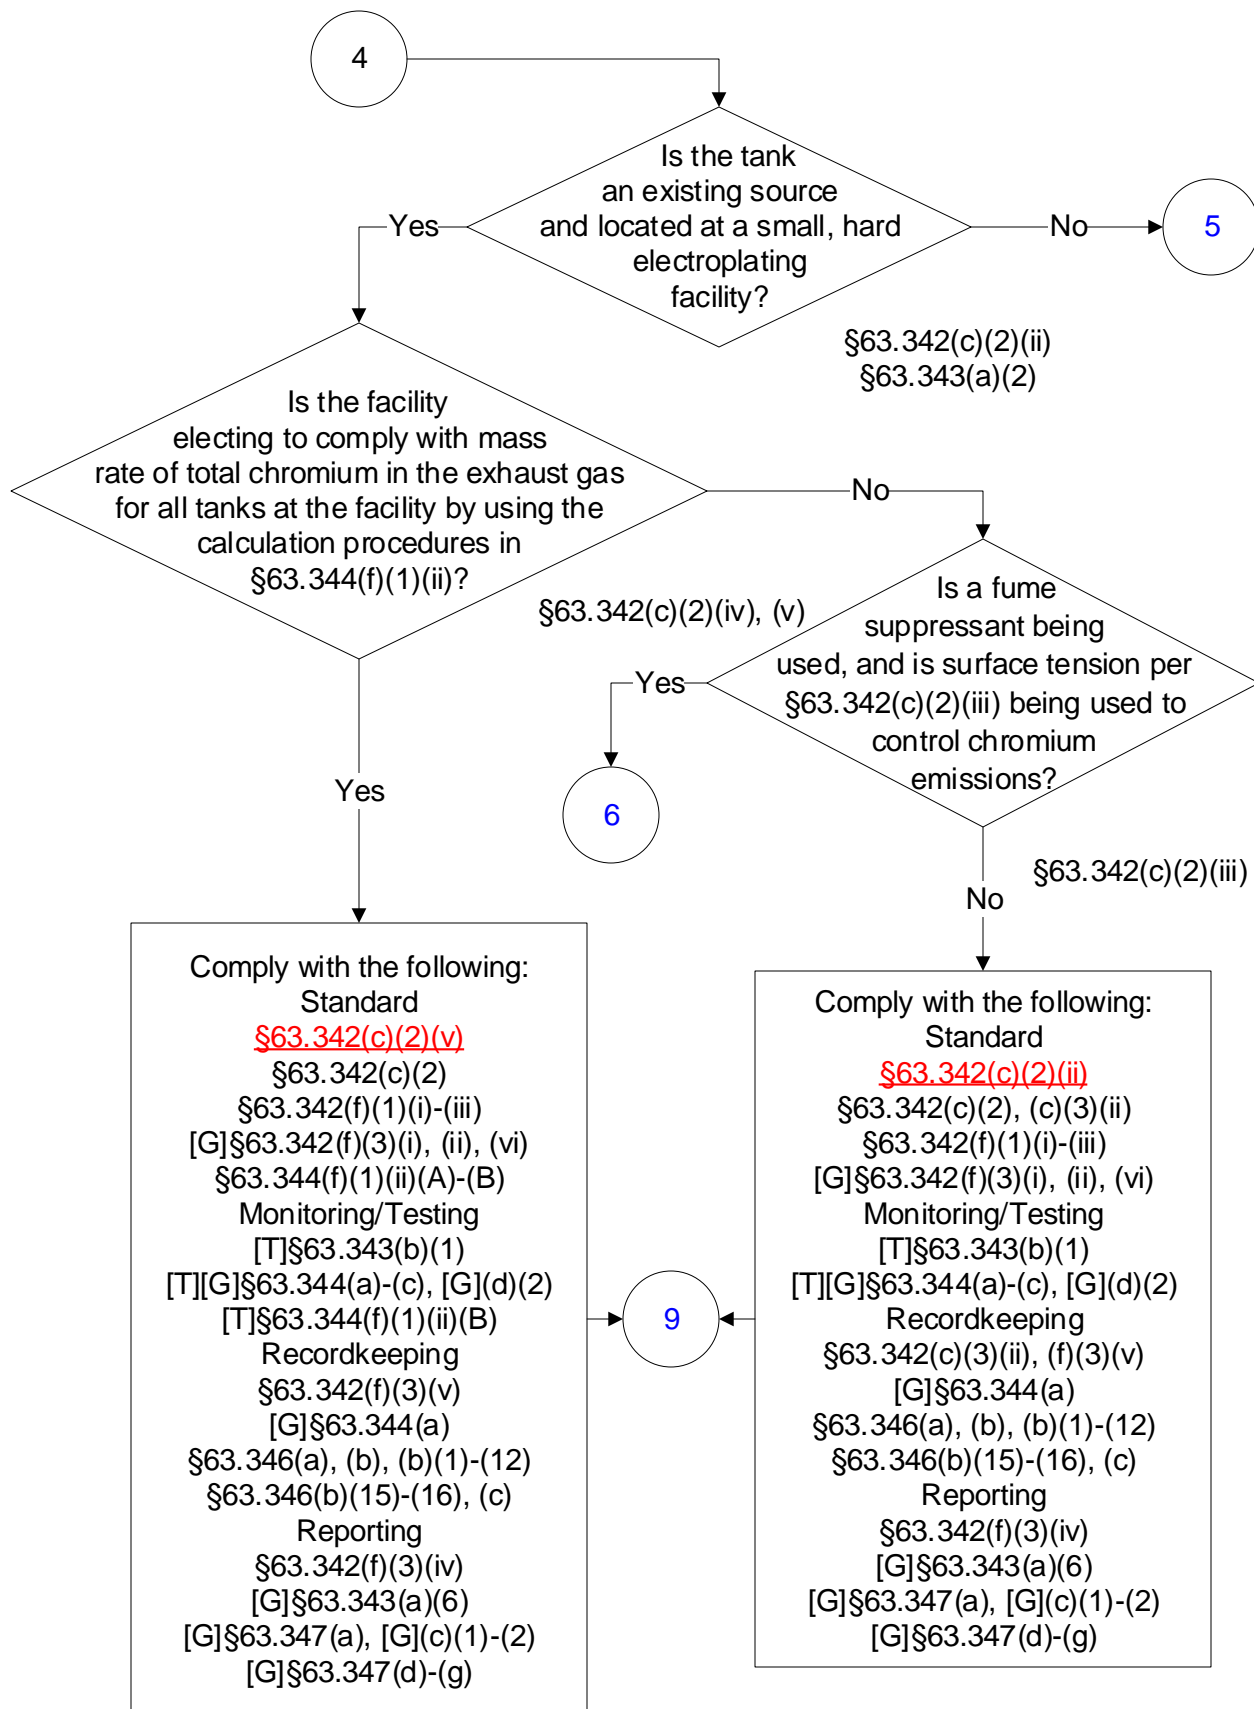 4
Is the tank
an existing source
and located at a small, hard
electroplating
facility?
Yes
No
5
§63.342(c)(2)(ii)
§63.343(a)(2)
Is the facility
electing to comply with mass
rate of total chromium in the exhaust gas
for all tanks at the facility by using the
calculation procedures in
§63.344(f)(1)(ii)?
No
§63.342(c)(2)(iv), (v)
Is a fume
suppressant being
used, and is surface tension per
§63.342(c)(2)(iii) being used to
control chromium
emissions?
Yes
6
Yes
§63.342(c)(2)(iii)
No
Comply with the following:
Standard
§63.342(c)(2)(v)
§63.342(c)(2)
§63.342(f)(1)(i)-(iii)
[G]§63.342(f)(3)(i), (ii), (vi)
§63.344(f)(1)(ii)(A)-(B)
Monitoring/Testing
[T]§63.343(b)(1)
[T][G]§63.344(a)-(c), [G](d)(2)
[T]§63.344(f)(1)(ii)(B)
Recordkeeping
§63.342(f)(3)(v)
[G]§63.344(a)
§63.346(a), (b), (b)(1)-(12)
§63.346(b)(15)-(16), (c)
Reporting
§63.342(f)(3)(iv)
[G]§63.343(a)(6)
[G]§63.347(a), [G](c)(1)-(2)
[G]§63.347(d)-(g)
9
Comply with the following:
Standard
§63.342(c)(2)(ii)
§63.342(c)(2), (c)(3)(ii)
§63.342(f)(1)(i)-(iii)
[G]§63.342(f)(3)(i), (ii), (vi)
Monitoring/Testing
[T]§63.343(b)(1)
[T][G]§63.344(a)-(c), [G](d)(2)
Recordkeeping
§63.342(c)(3)(ii), (f)(3)(v)
[G]§63.344(a)
§63.346(a), (b), (b)(1)-(12)
§63.346(b)(15)-(16), (c)
Reporting
§63.342(f)(3)(iv)
[G]§63.343(a)(6)
[G]§63.347(a), [G](c)(1)-(2)
[G]§63.347(d)-(g)